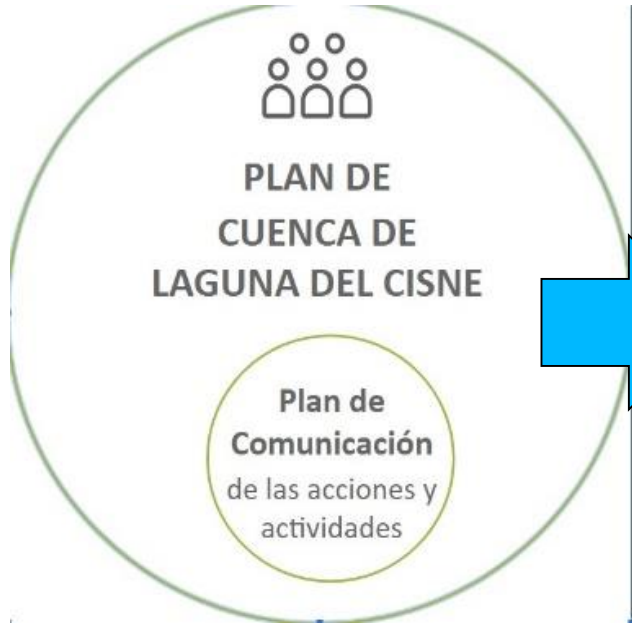 PLAN DE
CUENCA DE
LAGUNA DEL CISNE
Plan de
Comunicación
de las acciones y
actividades